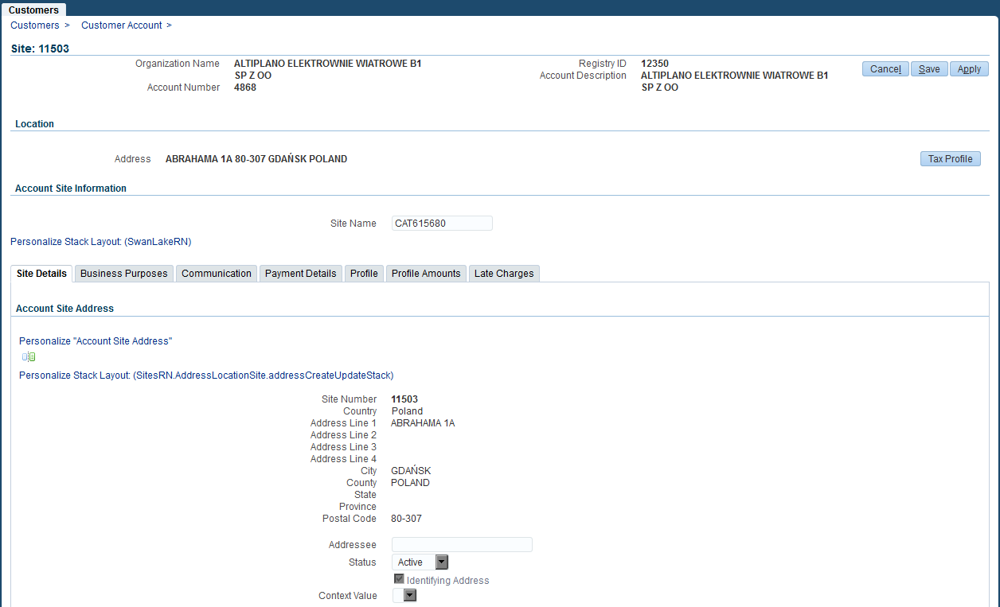 Customers
Customers > Customer Account >
Site: 11503
Organization Name ALTIPLANO ELEKTROWNIE WIATROWE B1 Registry ID 12350
SP Z OO Account Description ALTIPLANO ELEKTROWNIE WIATROWE B1
Account Number 4868 SP Z OO
Cancel Save Apply
Location
Address ABRAHAMA 1A 80-307 GDAŃSK POLAND Tax Profile
Account Site Information
Site Name CAT615680
Personalize Stack Layout: (SwanLakeRN)
Site Details Business Purposes Communication Payment Details Profile Profile Amounts Late Charges
Account Site Address
Personalize "Account Site Address"
Personalize Stack Layout: (SitesRN.AddressLocationSite.addressCreateUpdateStack)
Site Number 11503
Country Poland
Address Line 1 ABRAHAMA 1A
Address Line 2
Address Line 3
Address Line 4
City GDAŃSK
County POLAND
State
Province
Postal Code 80-307
Addressee
Status Active
Identifying Address
Context Value